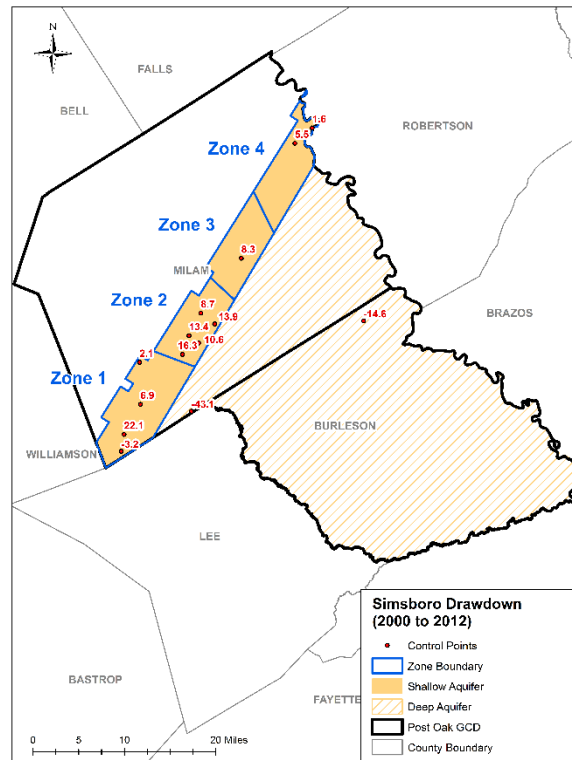 N
FALLS
BELL
ROBERTSON
1.6
5.5
Zone 4
Zone 3
8.3
MILAM
Zone 2
8.7
13.9
BRAZOS
-14.6
13.4
10.6
16.3
2.1
Zone 1
6.9
-43.1
22.1
BURLESON
-3.2
WILLIAMSON
LEE
BASTROP
FAYETTE
Simsboro Drawdown
(2000 to 2012)
Control Points
Zone Boundary
Shallow Aquifer
Deep Aquifer
Post Oak GCD
County Boundary
0 5 10 20 Miles